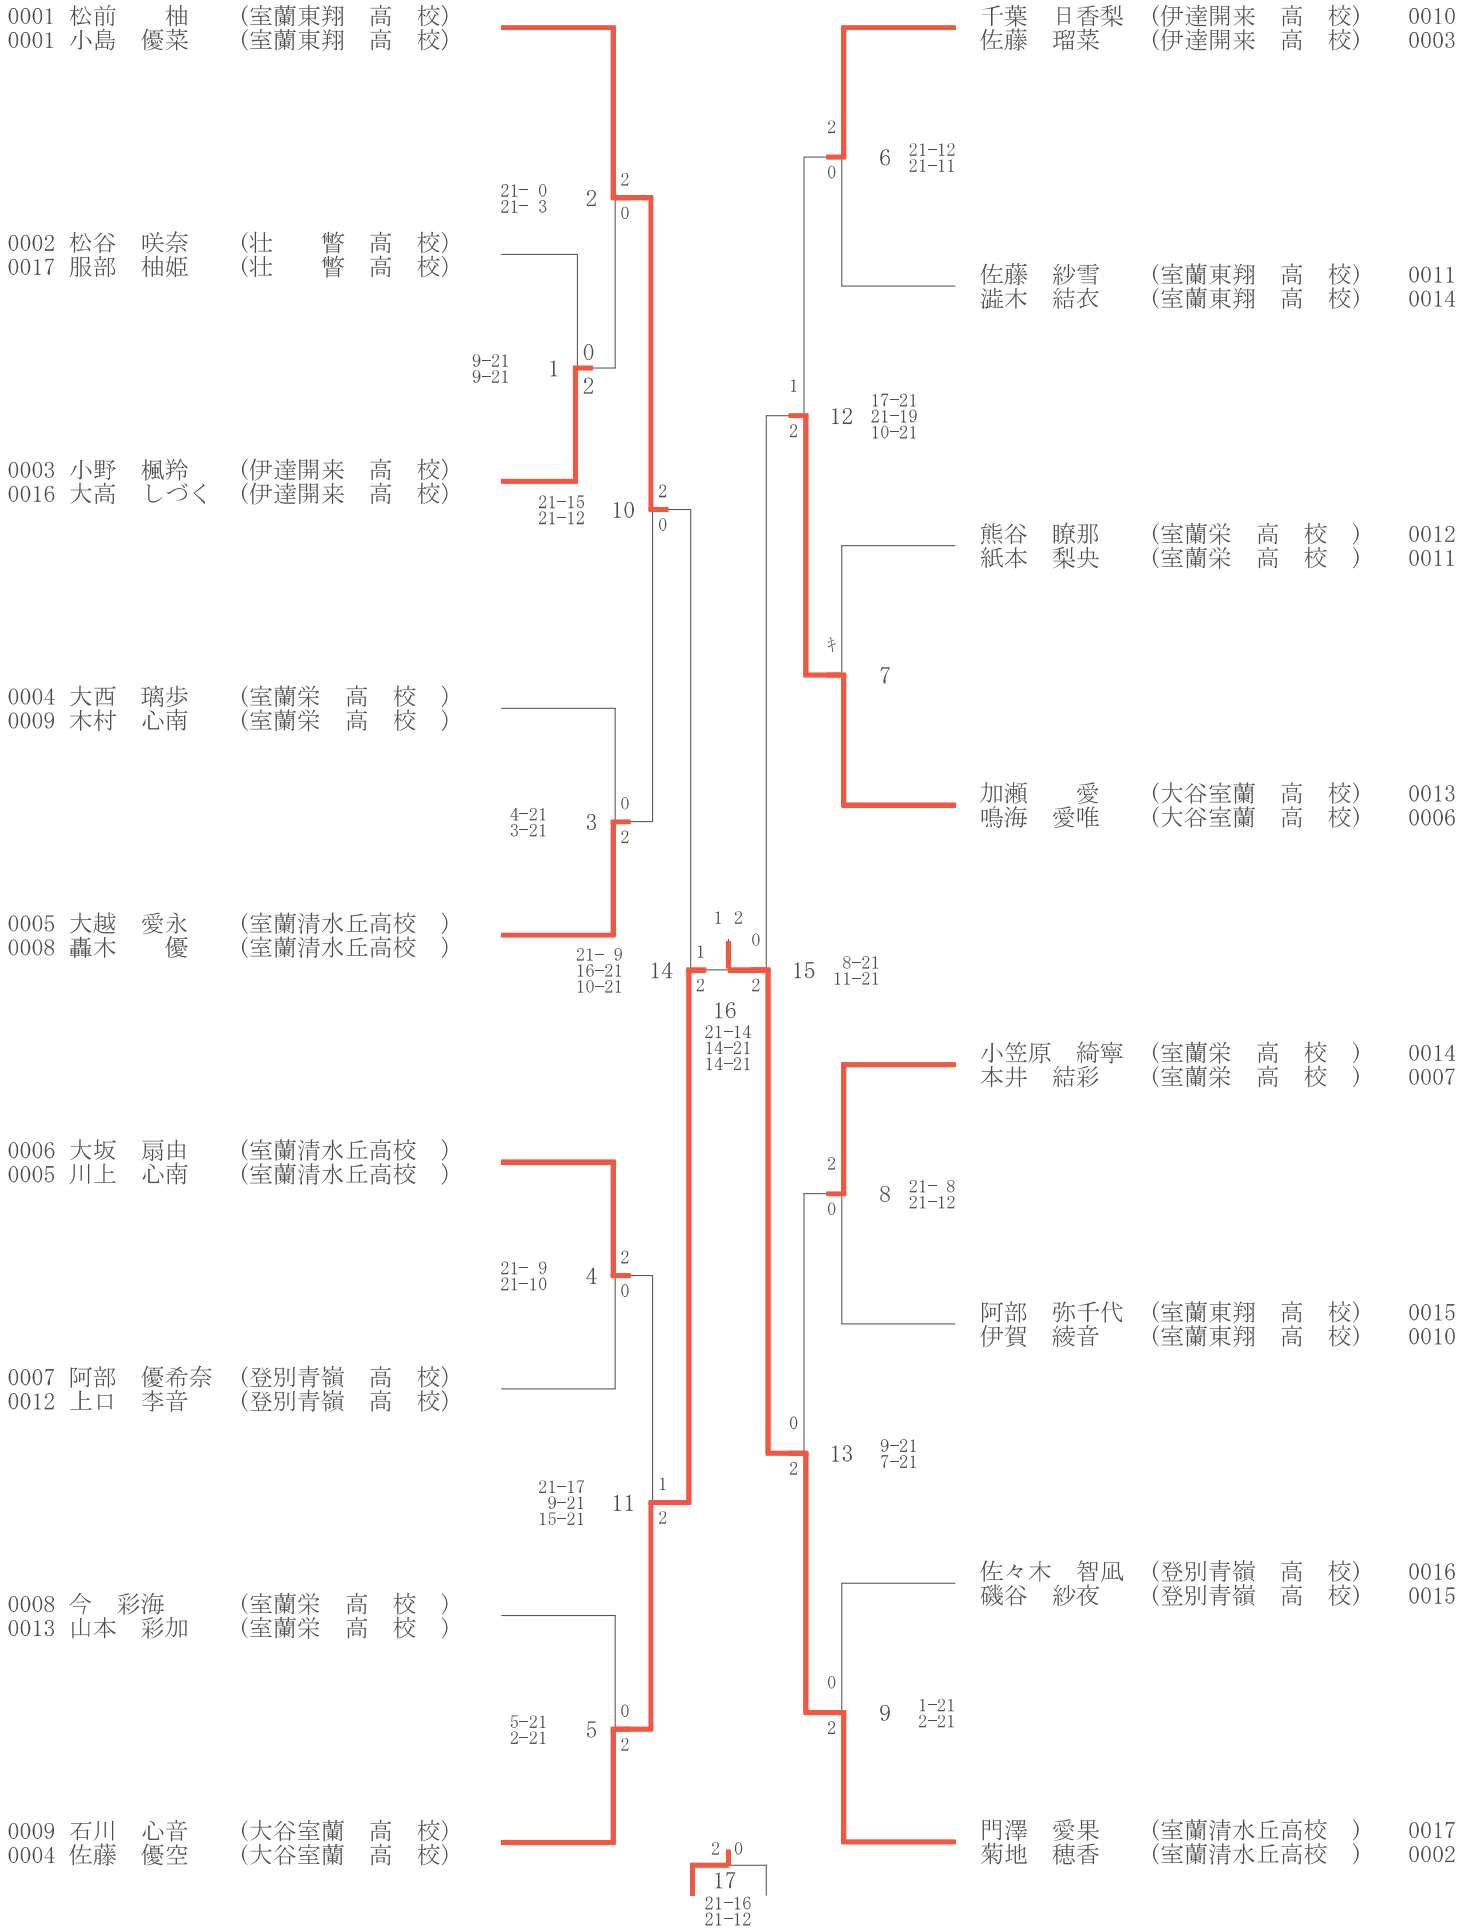 0001 松前　　柚　　(室蘭東翔　高　校)
0001 小島　優菜　　(室蘭東翔　高　校)
2
21- 0
21- 3
2
0
0002 松谷　咲奈　　(壮　　瞥　高　校)
0017 服部　柚姫　　(壮　　瞥　高　校)
9-21
9-21
1
0
2
0003 小野　楓羚　　(伊達開来　高　校)
0016 大高　しづく　(伊達開来　高　校)
21-15
21-12
10
2
0
0004 大西　璃歩　　(室蘭栄　高　校　)
0009 木村　心南　　(室蘭栄　高　校　)
4-21
3-21
3
0
2
0005 大越　愛永　　(室蘭清水丘高校　)
0008 轟木　　優　　(室蘭清水丘高校　)
21- 9
16-21
10-21
14
1
2
0006 大坂　扇由　　(室蘭清水丘高校　)
0005 川上　心南　　(室蘭清水丘高校　)
21- 9
21-10
4
2
0
0007 阿部　優希奈　(登別青嶺　高　校)
0012 上口　李音　　(登別青嶺　高　校)
21-17
9-21
15-21
11
1
2
0008 今　彩海　　　(室蘭栄　高　校　)
0013 山本　彩加　　(室蘭栄　高　校　)
5-21
2-21
5
0
2
0009 石川　心音　　(大谷室蘭　高　校)
0004 佐藤　優空　　(大谷室蘭　高　校)
1 2
16
21-14
14-21
14-21
2 0
17
21-16
21-12
千葉　日香梨　(伊達開来　高　校)　0010
佐藤　瑠菜　　(伊達開来　高　校)　0003
2
0
6
21-12
21-11
佐藤　紗雪　　(室蘭東翔　高　校)　0011
澁木　結衣　　(室蘭東翔　高　校)　0014
1
2
12
17-21
21-19
10-21
熊谷　瞭那　　(室蘭栄　高　校　)　0012
紙本　梨央　　(室蘭栄　高　校　)　0011
キ
7
加瀬　　愛　　(大谷室蘭　高　校)　0013
鳴海　愛唯　　(大谷室蘭　高　校)　0006
0
2
15
8-21
11-21
小笠原　綺寧　(室蘭栄　高　校　)　0014
本井　結彩　　(室蘭栄　高　校　)　0007
2
0
8
21- 8
21-12
阿部　弥千代　(室蘭東翔　高　校)　0015
伊賀　綾音　　(室蘭東翔　高　校)　0010
0
2
13
9-21
7-21
佐々木　智凪　(登別青嶺　高　校)　0016
磯谷　紗夜　　(登別青嶺　高　校)　0015
0
2
9
1-21
2-21
門澤　愛果　　(室蘭清水丘高校　)　0017
菊地　穂香　　(室蘭清水丘高校　)　0002